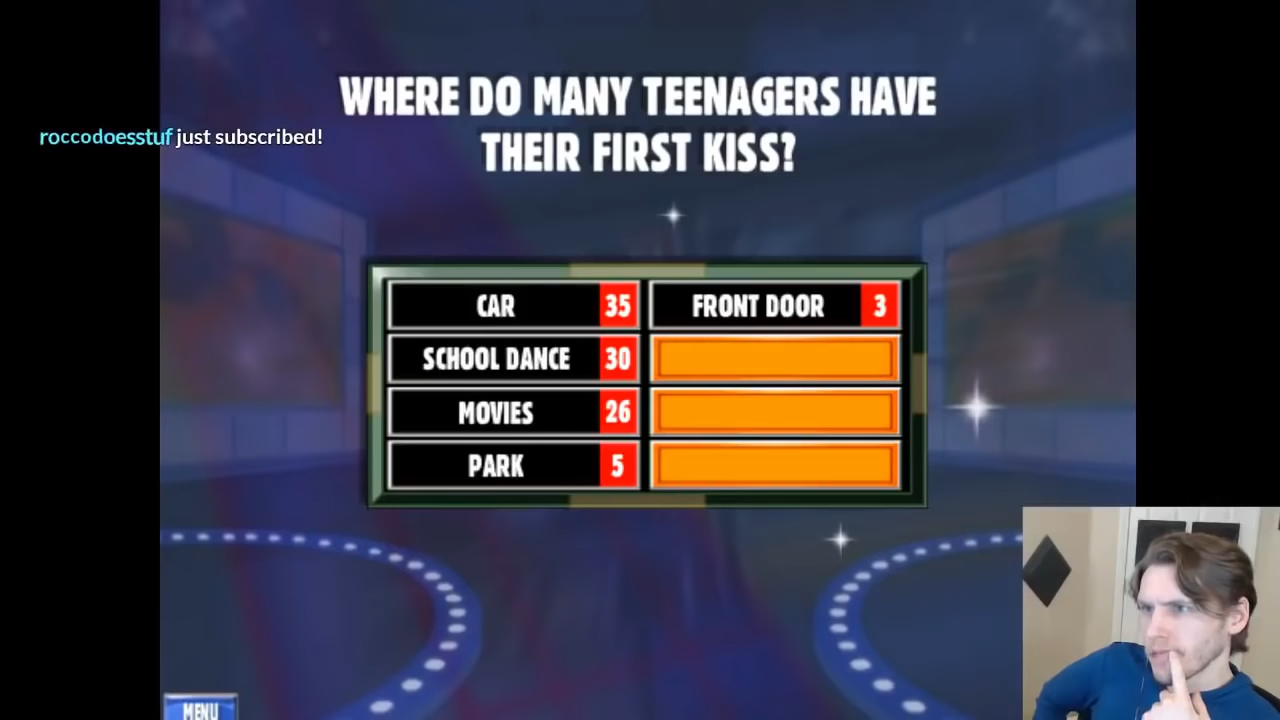 WHERE DO MANY TEENAGERS HAVE
THEIR FIRST KISS?
roccodoesstuf just subscribed!
CAR 35
SCHOOL DANCE 30
MOVIES 26
PARK 5
FRONT DOOR 3
MENU